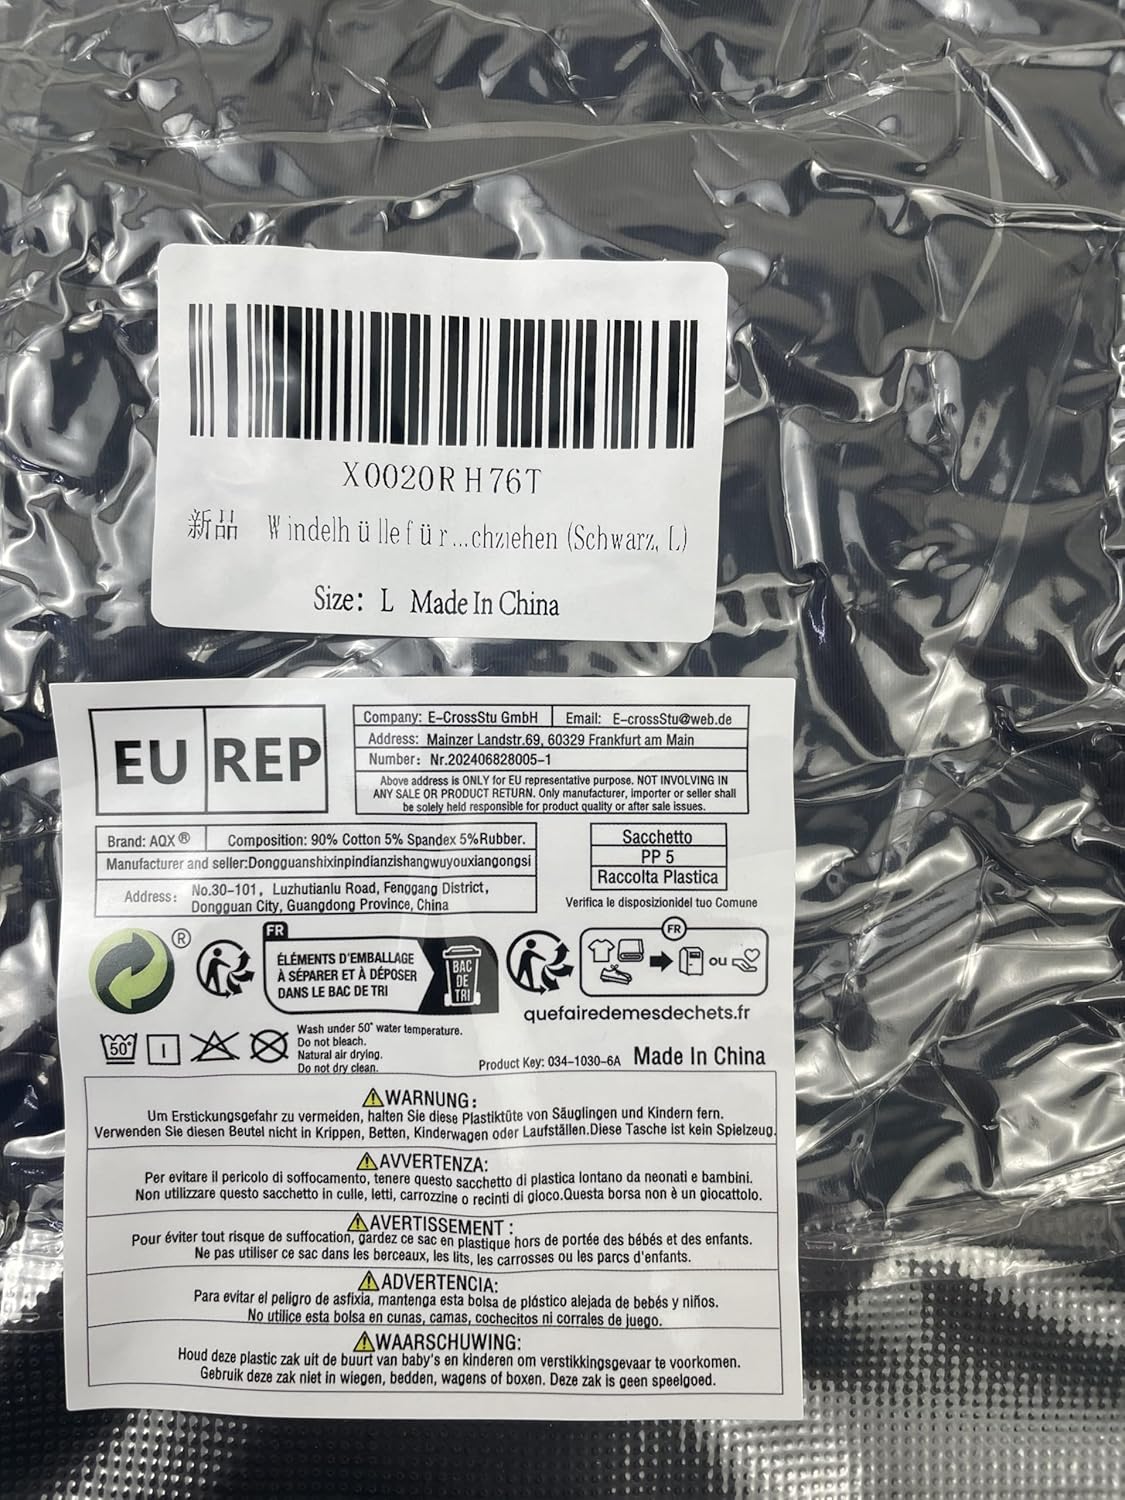 X0020RH76T
新品 Windelhülle für...chziehen (Schwarz, L)
Size: L Made In China
EU REP
Company: E-CrossStu GmbH Email: E-crossStu@web.de
Address: Mainzer Landstr.69, 60329 Frankfurt am Main
Number: Nr.202406828005-1
Above address is ONLY for EU representative purpose. NOT INVOLVING IN
ANY SALE OR PRODUCT RETURN. Only manufacturer, importer or seller shall
be solely held responsible for product quality or after sale issues.
Brand: AQX® Composition: 90% Cotton 5% Spandex 5%Rubber.
Manufacturer and seller:Dongguanshixinpindianzishangwuyouxiangongsi
Address: No.30-101, Luzhutianlu Road, Fenggang District,
Dongguan City, Guangdong Province, China
Sacchetto
PP 5
Raccolta Plastica
Verifica le disposizionidel tuo Comune
®
FR
ÉLÉMENTS D'EMBALLAGE
À SÉPARER ET À DÉPOSER
DANS LE BAC DE TRI
BAC
DE
TRI
FR
OU
quefairedemesdechets.fr
50°
Wash under 50° water temperature.
Do not bleach.
Natural air drying.
Do not dry clean.
Product Key: 034-1030-6A Made In China
WARNUNG:
Um Erstickungsgefahr zu vermeiden, halten Sie diese Plastiktüte von Säuglingen und Kindern fern.
Verwenden Sie diesen Beutel nicht in Krippen, Betten, Kinderwagen oder Laufställen.Diese Tasche ist kein Spielzeug.
AVVERTENZA:
Per evitare il pericolo di soffocamento, tenere questo sacchetto di plastica lontano da neonati e bambini.
Non utilizzare questo sacchetto in culle, letti, carrozzine o recinti di gioco.Questa borsa non è un giocattolo.
AVERTISSEMENT :
Pour éviter tout risque de suffocation, gardez ce sac en plastique hors de portée des bébés et des enfants.
Ne pas utiliser ce sac dans les berceaux, les lits, les carrosses ou les parcs d'enfants.
ADVERTENCIA:
Para evitar el peligro de asfixia, mantenga esta bolsa de plástico alejada de bebés y niños.
No utilice esta bolsa en cunas, camas, cochecitos ni corrales de juego.
WAARSCHUWING:
Houd deze plastic zak uit de buurt van baby's en kinderen om verstikkingsgevaar te voorkomen.
Gebruik deze zak niet in wiegen, bedden, wagens of boxen. Deze zak is geen speelgoed.